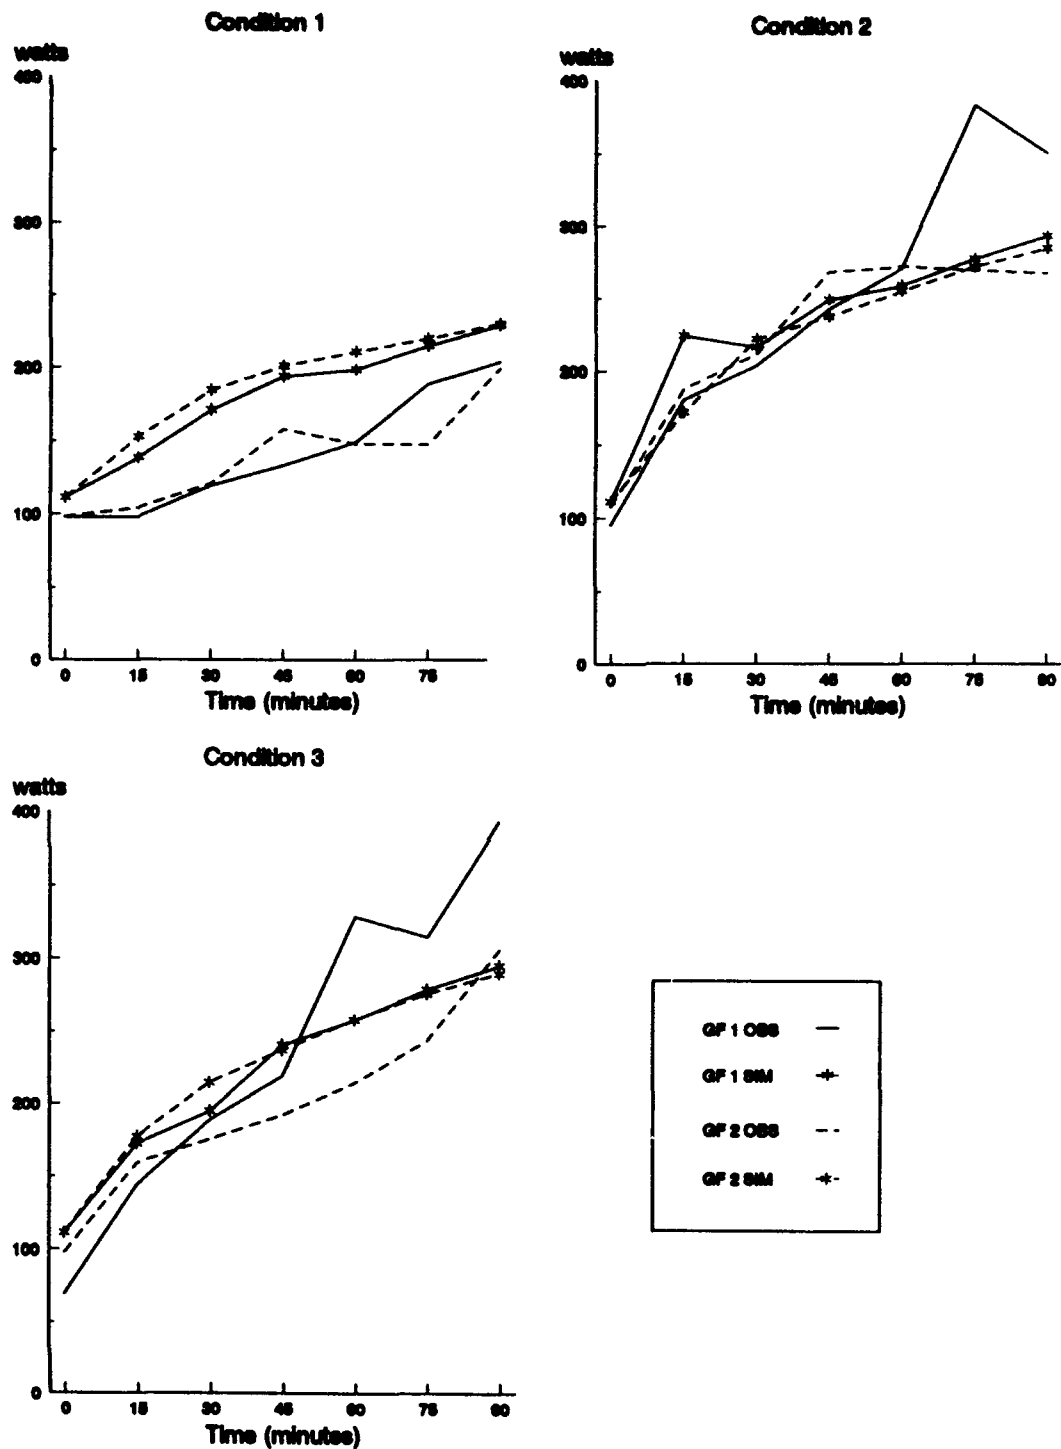 Condition 1
watts
400
300
200
100
0
0 15 30 45 60 75
Time (minutes)
Condition 2
watts
400
300
200
100
0
0 15 30 45 60 75 90
Time (minutes)
Condition 3
watts
400
300
200
100
0
0 15 30 45 60 75 90
Time (minutes)
GF 1 OBS
GF 1 SIM
GF 2 OBS
GF 2 SIM